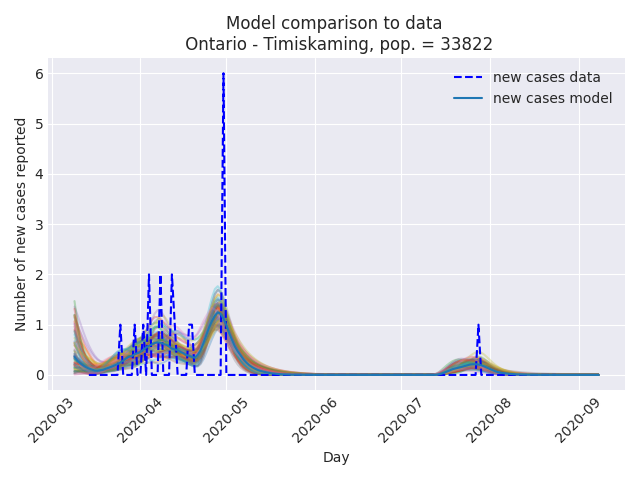 Model comparison to data
Ontario - Timiskaming, pop. = 33822
new cases data
new cases model
Number of new cases reported
6
5
4
3
2
1
0
2020-03
2020-04
2020-05
2020-06
2020-07
2020-08
2020-09
Day